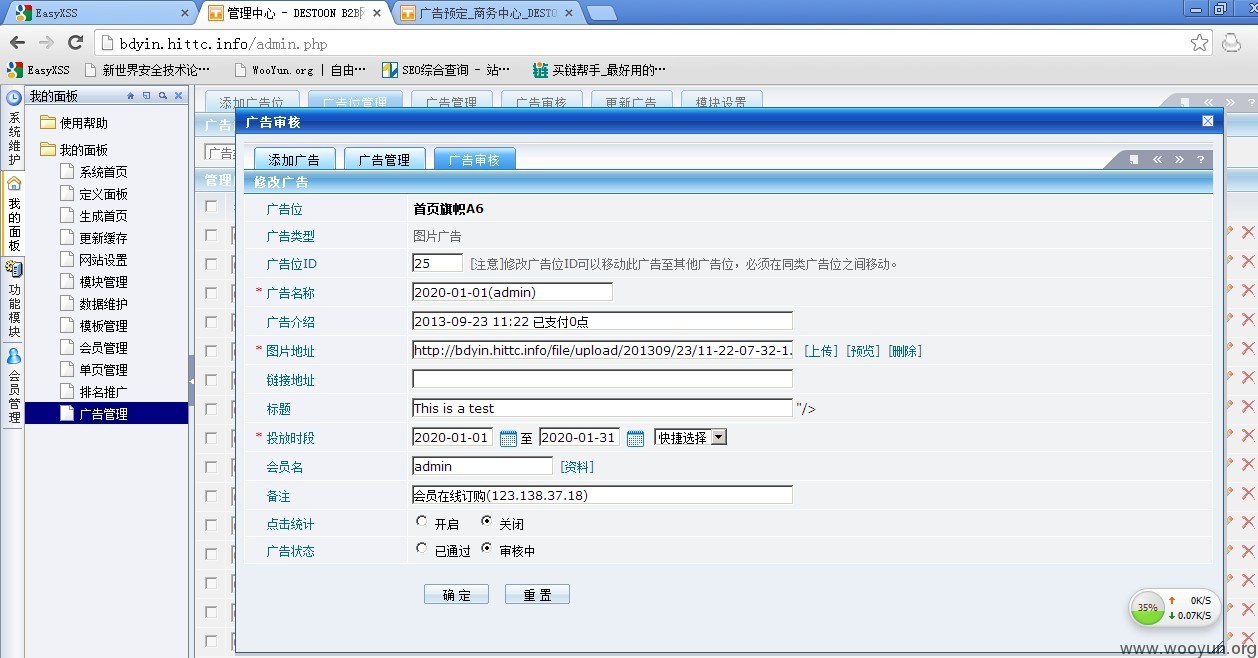 EasyXSS
管理中心 - DESTOON B2B网
广告预定_商务中心_DESTO
bdyin.hittc.info/admin.php
EasyXSS 新世界安全技术论… WooYun.org | 自由… SEO综合查询 - 站… 买链帮手_最好用的…
我的面板
系统维护
我的面板
功能模块
会员管理
使用帮助
我的面板
系统首页
定义面板
生成首页
更新缓存
网站设置
模块管理
数据维护
模板管理
会员管理
单页管理
排名推广
广告管理
添加广告位 广告位管理 广告管理 广告审核 更新广告 模块设置
广告
广告
管理
广告审核
添加广告 广告管理 广告审核
« » ?
修改广告
广告位 首页旗帜A6
广告类型 图片广告
广告位ID 25 [注意]修改广告位ID可以移动此广告至其他广告位，必须在同类广告位之间移动。
* 广告名称 2020-01-01(admin)
广告介绍 2013-09-23 11:22 已支付0点
* 图片地址 http://bdyin.hittc.info/file/upload/201309/23/11-22-07-32-1. [上传] [预览] [删除]
链接地址
标题 This is a test "/>
* 投放时段 2020-01-01 至 2020-01-31 快捷选择
会员名 admin [资料]
备注 会员在线订购(123.138.37.18)
点击统计 开启 关闭
广告状态 已通过 审核中
确 定 重 置
35% 0K/S
0.07K/S
www.wooyun.org